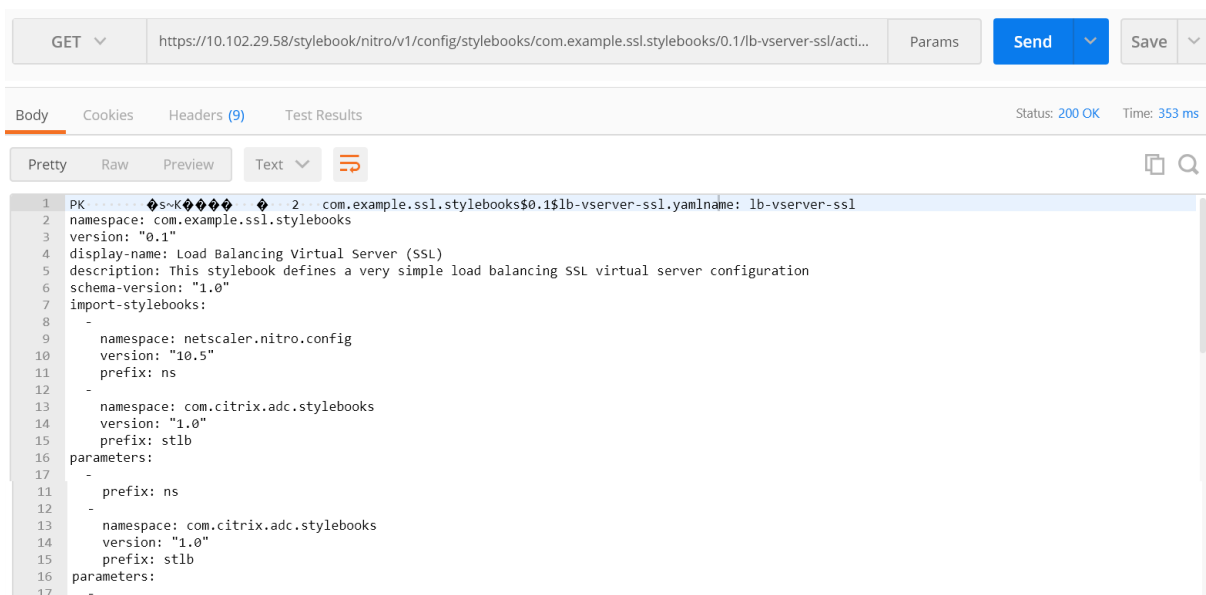 GET https://10.102.29.58/stylebook/nitro/v1/config/stylebooks/com.example.ssl.stylebooks/0.1/lb-vserver-ssl/acti... Params Send Save
Body Cookies Headers (9) Test Results Status: 200 OK Time: 353 ms
Pretty Raw Preview Text
1 PK ········�s~K���� ··�···2···com.example.ssl.stylebooks$0.1$lb-vserver-ssl.yamlname: lb-vserver-ssl
2 namespace: com.example.ssl.stylebooks
3 version: "0.1"
4 display-name: Load Balancing Virtual Server (SSL)
5 description: This stylebook defines a very simple load balancing SSL virtual server configuration
6 schema-version: "1.0"
7 import-stylebooks:
8 -
9 namespace: netscaler.nitro.config
10 version: "10.5"
11 prefix: ns
12 -
13 namespace: com.citrix.adc.stylebooks
14 version: "1.0"
15 prefix: stlb
16 parameters:
17 -
11 prefix: ns
12 -
13 namespace: com.citrix.adc.stylebooks
14 version: "1.0"
15 prefix: stlb
16 parameters:
17 -